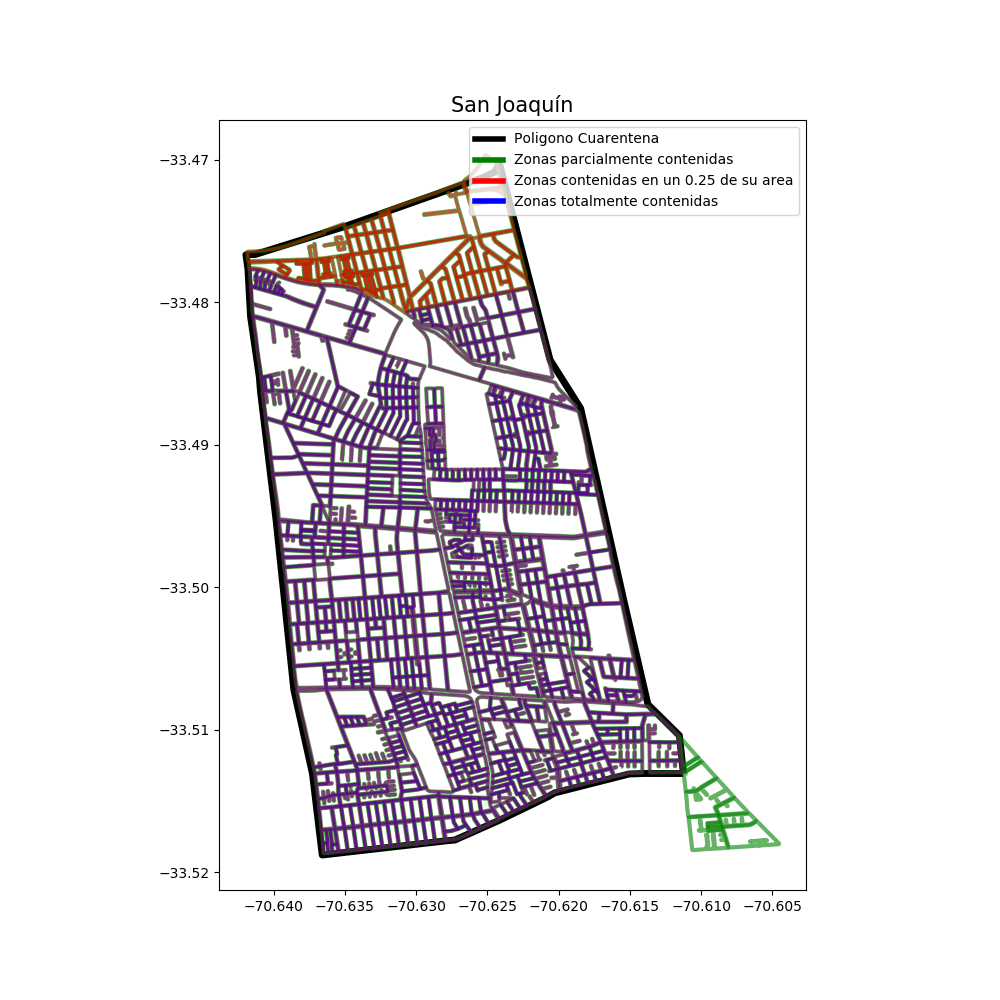 San Joaquín
Poligono Cuarentena
Zonas parcialmente contenidas
Zonas contenidas en un 0.25 de su area
Zonas totalmente contenidas
−33.47
−33.48
−33.49
−33.50
−33.51
−33.52
−70.640 −70.635 −70.630 −70.625 −70.620 −70.615 −70.610 −70.605